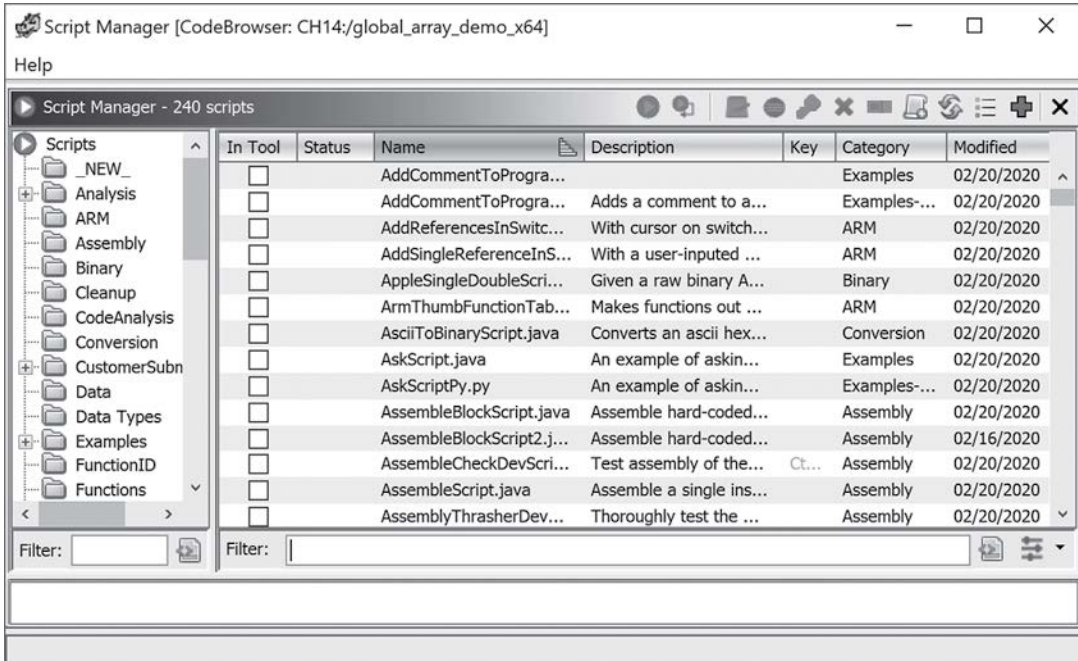 Script Manager [CodeBrowser: CH14:/global_array_demo_x64]
Help
Script Manager - 240 scripts
Scripts
_NEW_
Analysis
ARM
Assembly
Binary
Cleanup
CodeAnalysis
Conversion
CustomerSubn
Data
Data Types
Examples
FunctionID
Functions
Filter:
In Tool Status Name Description Key Category Modified
AddCommentToProgra... Examples 02/20/2020
AddCommentToProgra... Adds a comment to a... Examples-... 02/20/2020
AddReferencesInSwitc... With cursor on switch... ARM 02/20/2020
AddSingleReferenceInS... With a user-inputed ... ARM 02/20/2020
AppleSingleDoubleScri... Given a raw binary A... Binary 02/20/2020
ArmThumbFunctionTab... Makes functions out ... ARM 02/20/2020
AsciiToBinaryScript.java Converts an ascii hex... Conversion 02/20/2020
AskScript.java An example of askin... Examples 02/20/2020
AskScriptPy.py An example of askin... Examples-... 02/20/2020
AssembleBlockScript.java Assemble hard-coded... Assembly 02/20/2020
AssembleBlockScript2.j... Assemble hard-coded... Assembly 02/16/2020
AssembleCheckDevScri... Test assembly of the... Ct... Assembly 02/20/2020
AssembleScript.java Assemble a single ins... Assembly 02/20/2020
AssemblyThrasherDev... Thoroughly test the ... Assembly 02/20/2020
Filter: